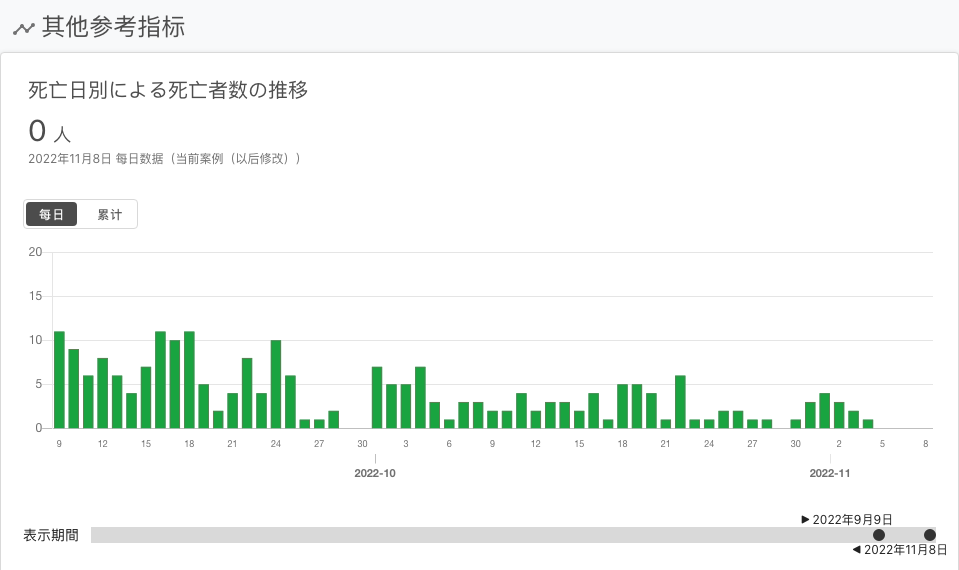 其他参考指标
死亡日別による死亡者数の推移
0 人
2022年11月8日 每日数据（当前案例（以后修改））
每日 累计
20
15
10
5
0
9 12 15 18 21 24 27 30 3 6 9 12 15 18 21 24 27 30 2 5 8
2022-10 2022-11
2022年9月9日
表示期間
2022年11月8日